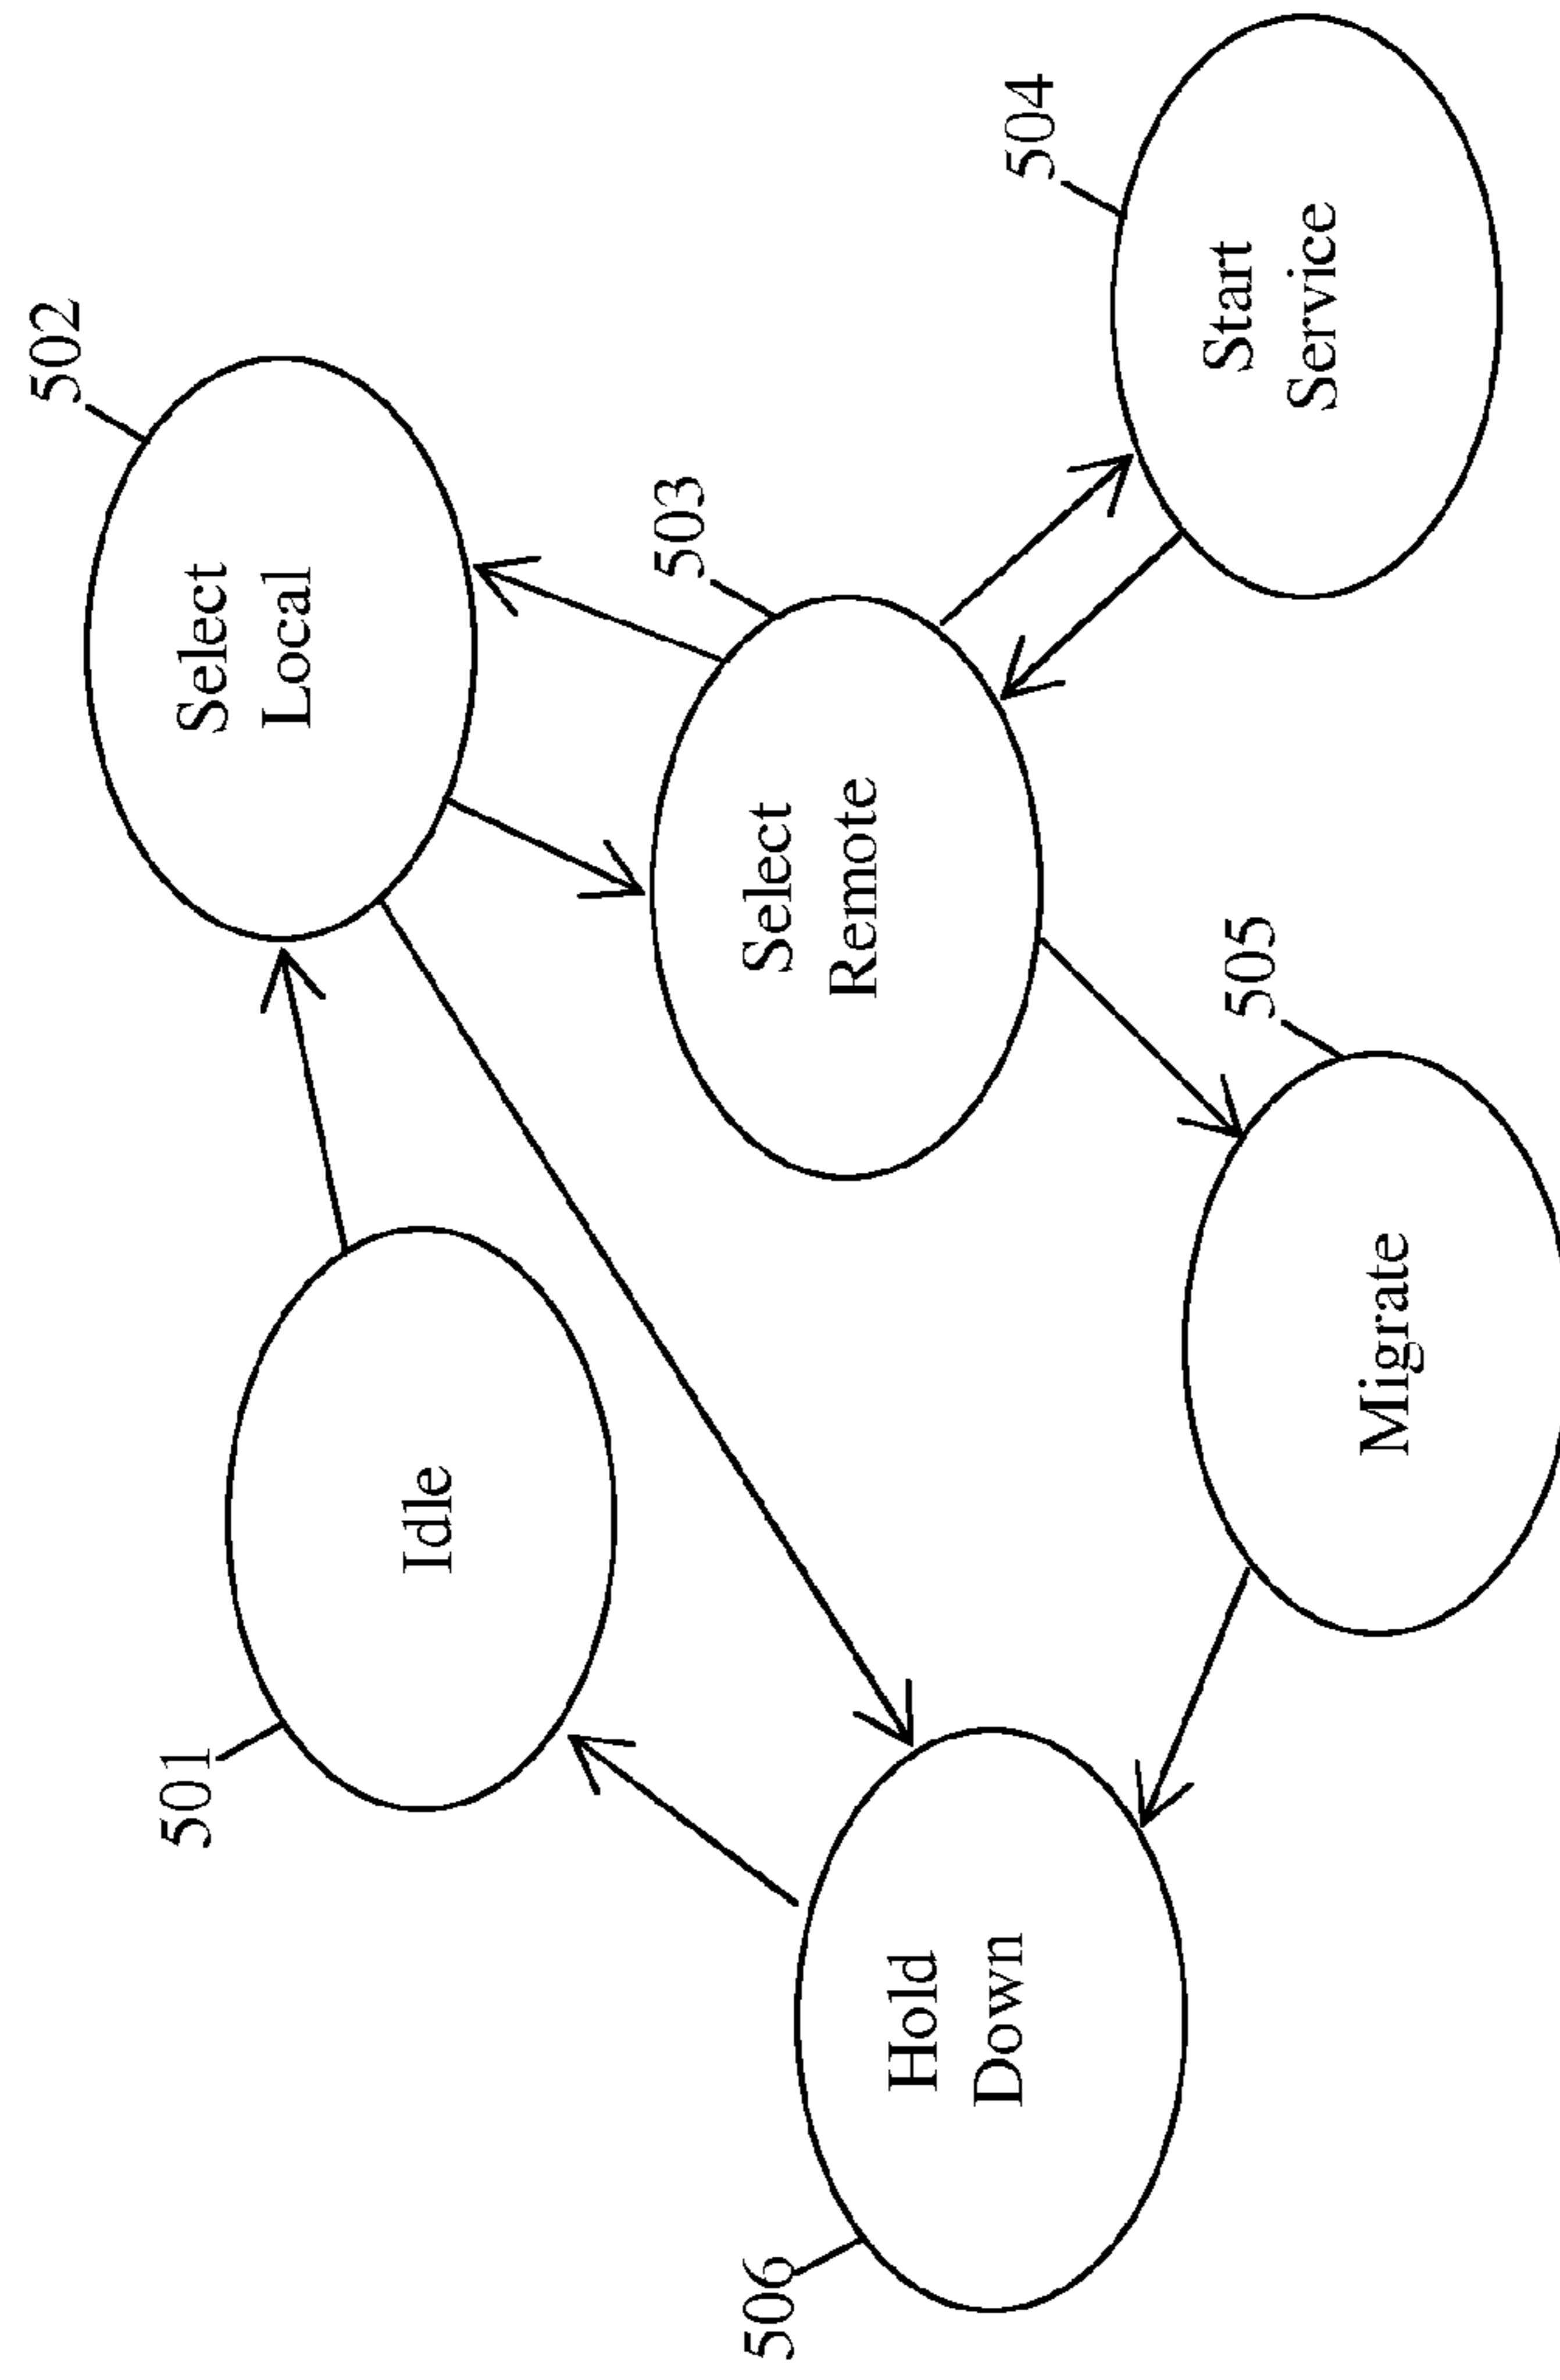 501
Idle
502
Select
Local
503
Select
Remote
504
Start
Service
505
Migrate
506
Hold
Down